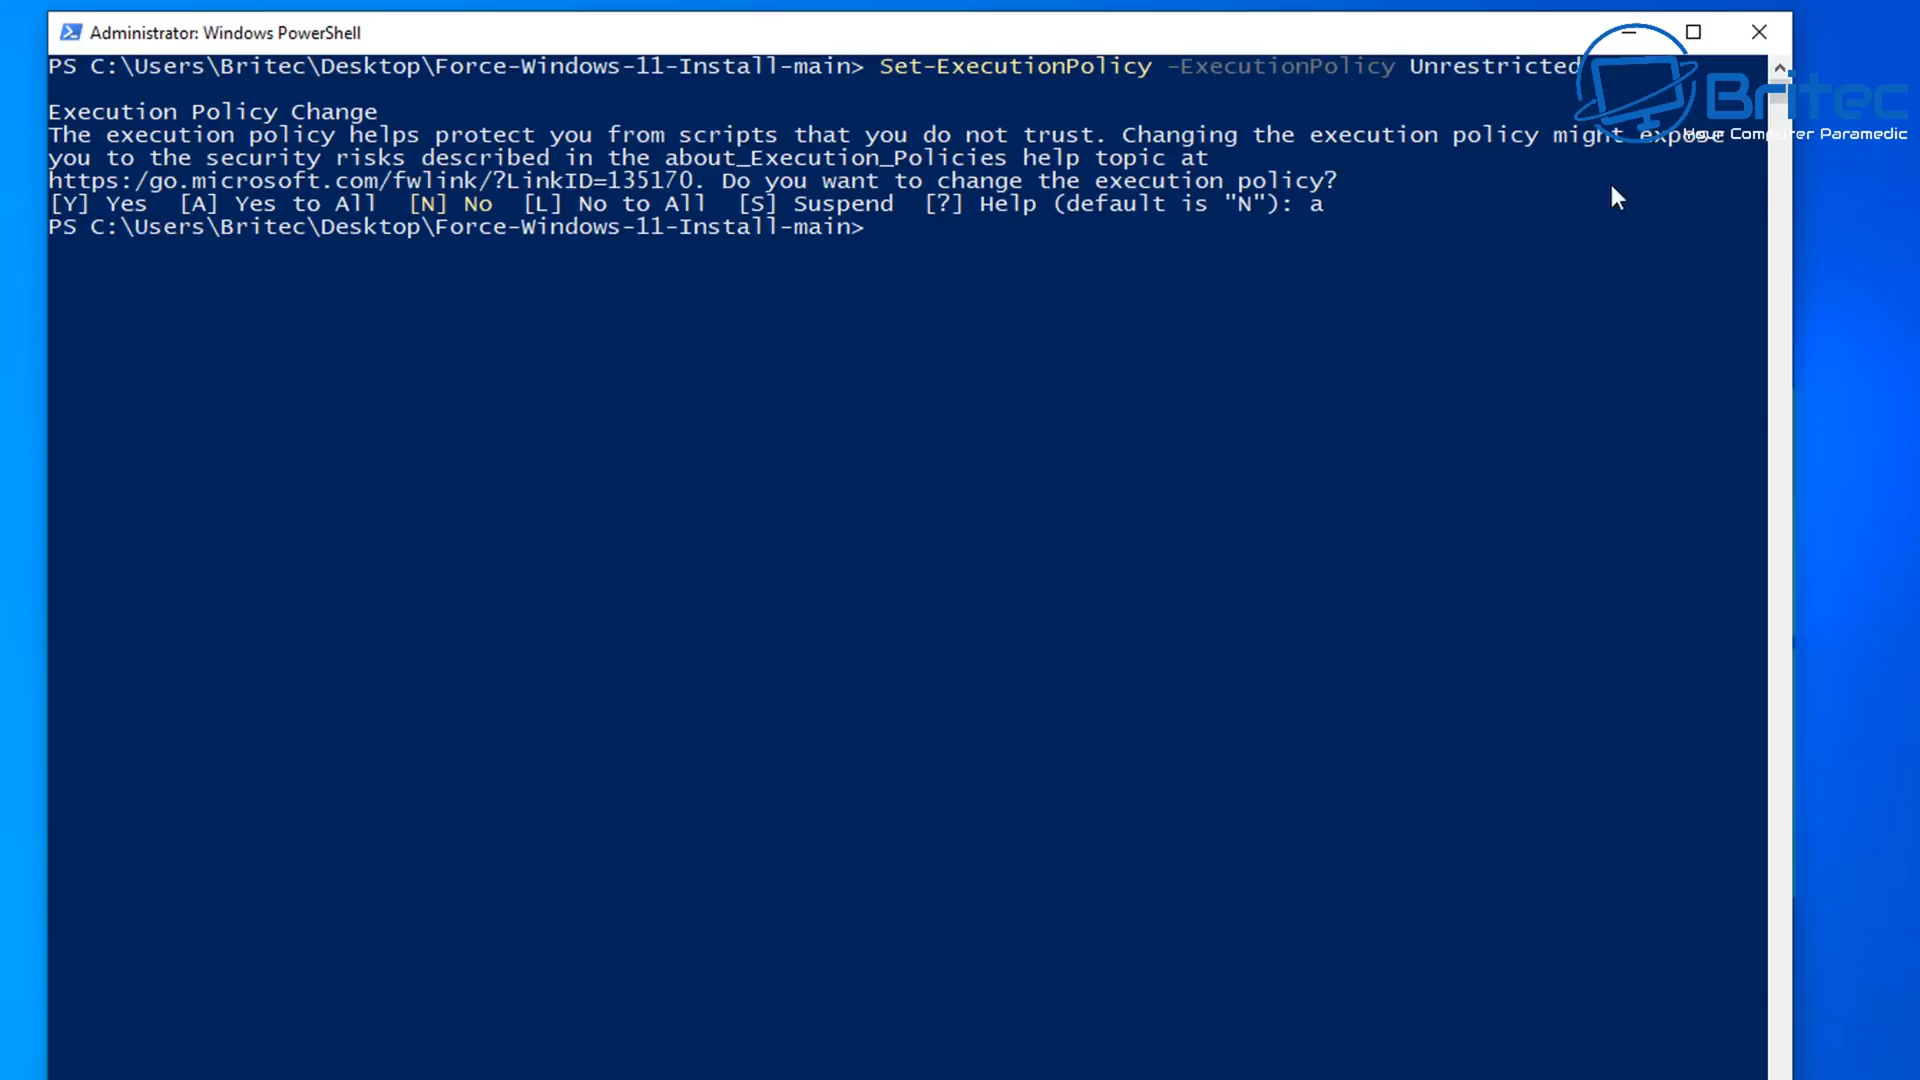 Administrator: Windows PowerShell
PS C:\Users\Britec\Desktop\Force-Windows-11-Install-main> Set-ExecutionPolicy -ExecutionPolicy Unrestricted
Britec
Your Computer Paramedic
Execution Policy Change
The execution policy helps protect you from scripts that you do not trust. Changing the execution policy might expose
you to the security risks described in the about_Execution_Policies help topic at
https:/go.microsoft.com/fwlink/?LinkID=135170. Do you want to change the execution policy?
[Y] Yes [A] Yes to All [N] No [L] No to All [S] Suspend [?] Help (default is "N"): a
PS C:\Users\Britec\Desktop\Force-Windows-11-Install-main>